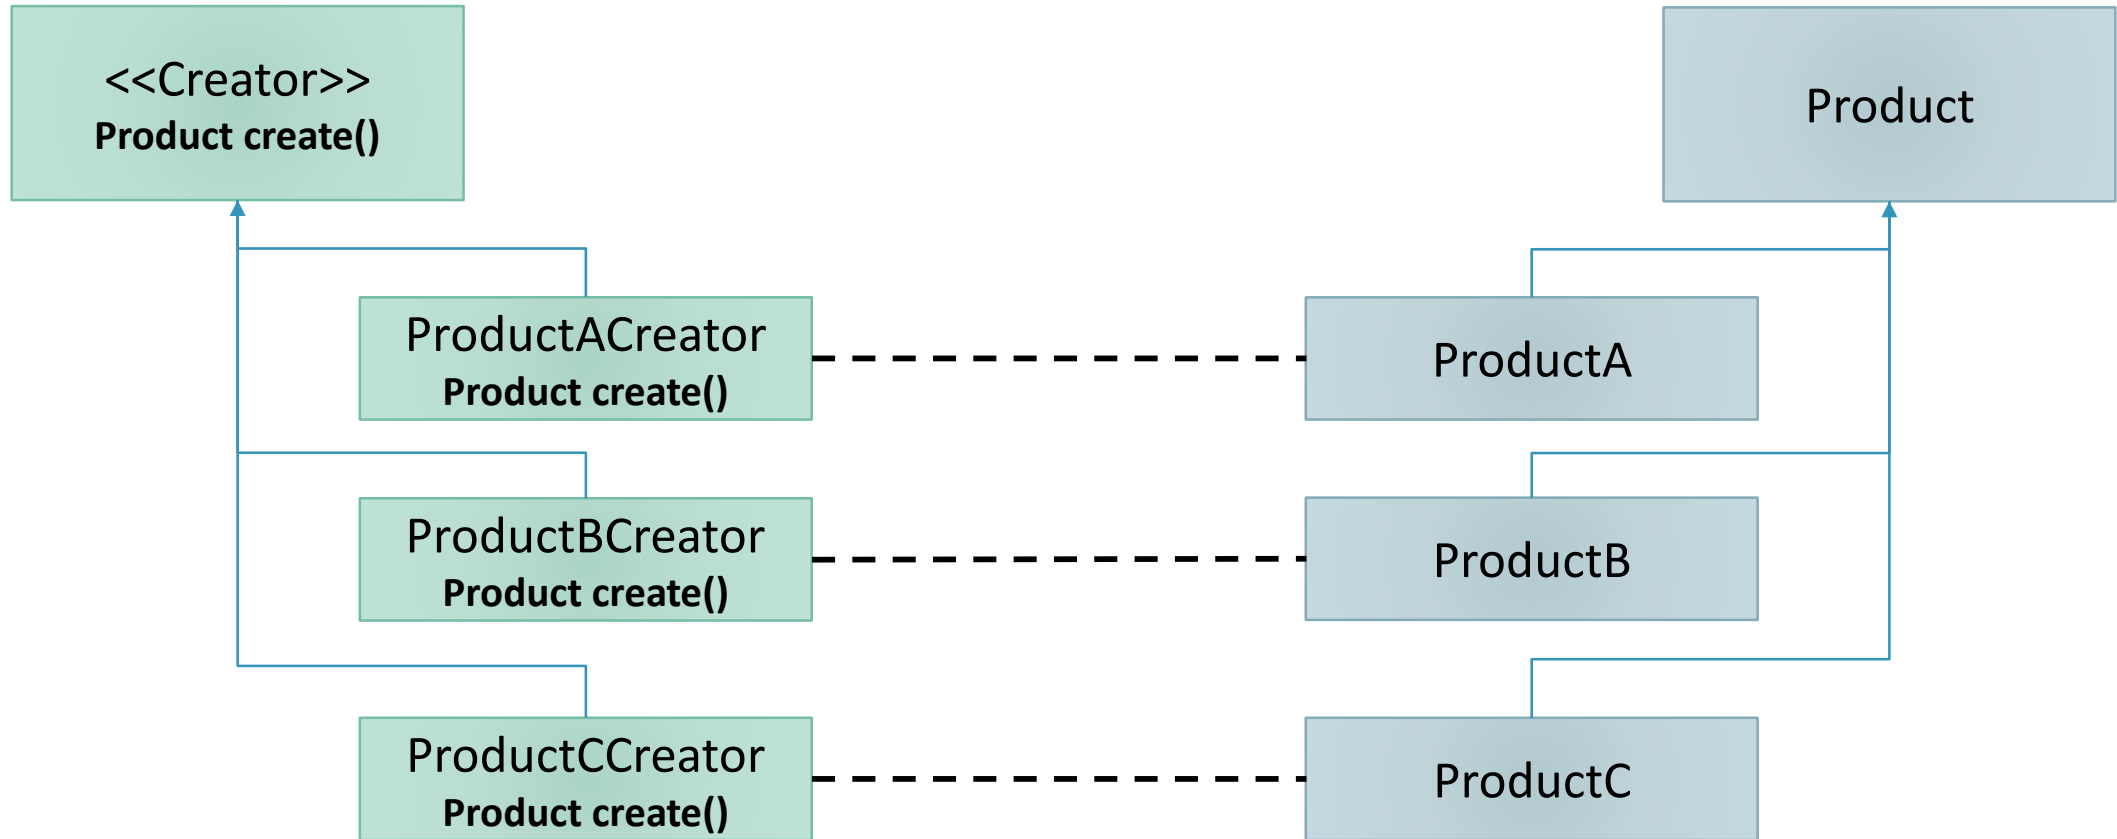 <<Creator>>
Product create()
Product
ProductACreator
Product create()
ProductA
ProductBCreator
Product create()
ProductB
ProductCCreator
Product create()
ProductC